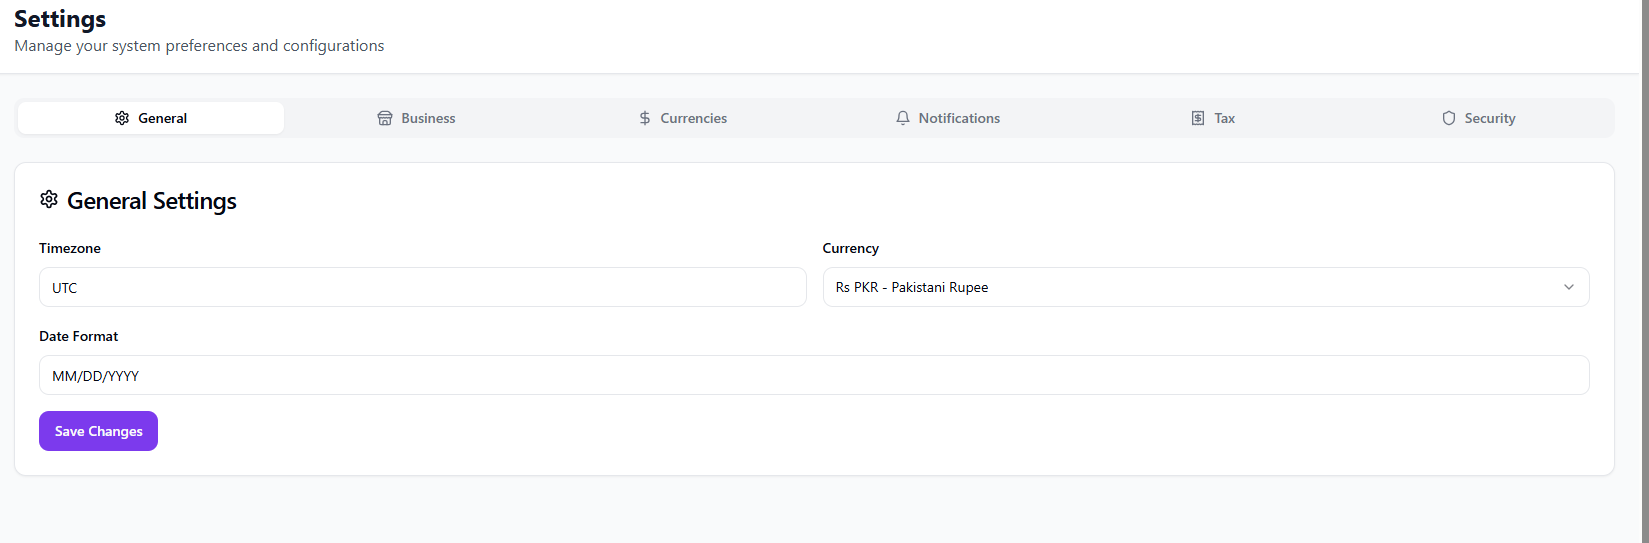 Settings
Manage your system preferences and configurations
General Business Currencies Notifications Tax Security
General Settings
Timezone Currency
UTC Rs PKR - Pakistani Rupee
Date Format
MM/DD/YYYY
Save Changes